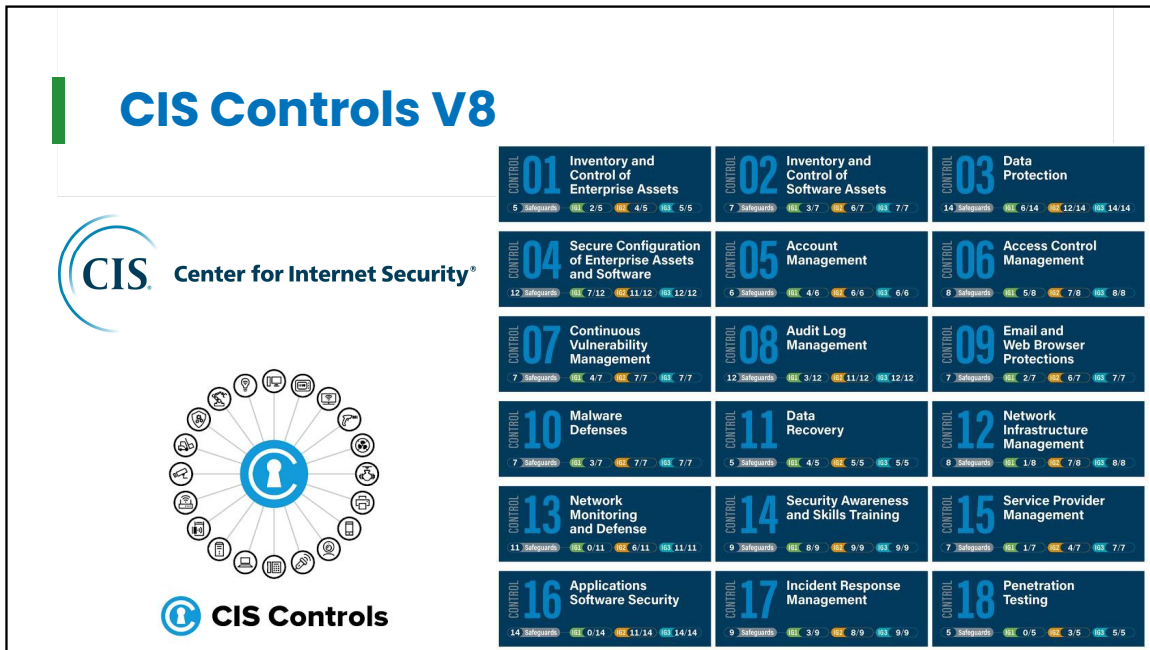 CIS Controls V8
CIS® Center for Internet Security®
CIS Controls
CONTROL 01
Inventory and
Control of
Enterprise Assets
5 Safeguards IG1 2/5 IG2 4/5 IG3 5/5
CONTROL 02
Inventory and
Control of
Software Assets
7 Safeguards IG1 3/7 IG2 6/7 IG3 7/7
CONTROL 03
Data
Protection
14 Safeguards IG1 6/14 IG2 12/14 IG3 14/14
CONTROL 04
Secure Configuration
of Enterprise Assets
and Software
12 Safeguards IG1 7/12 IG2 11/12 IG3 12/12
CONTROL 05
Account
Management
6 Safeguards IG1 4/6 IG2 6/6 IG3 6/6
CONTROL 06
Access Control
Management
8 Safeguards IG1 5/8 IG2 7/8 IG3 8/8
CONTROL 07
Continuous
Vulnerability
Management
7 Safeguards IG1 4/7 IG2 7/7 IG3 7/7
CONTROL 08
Audit Log
Management
12 Safeguards IG1 3/12 IG2 11/12 IG3 12/12
CONTROL 09
Email and
Web Browser
Protections
7 Safeguards IG1 2/7 IG2 6/7 IG3 7/7
CONTROL 10
Malware
Defenses
7 Safeguards IG1 3/7 IG2 7/7 IG3 7/7
CONTROL 11
Data
Recovery
5 Safeguards IG1 4/5 IG2 5/5 IG3 5/5
CONTROL 12
Network
Infrastructure
Management
8 Safeguards IG1 1/8 IG2 7/8 IG3 8/8
CONTROL 13
Network
Monitoring
and Defense
11 Safeguards IG1 0/11 IG2 6/11 IG3 11/11
CONTROL 14
Security Awareness
and Skills Training
9 Safeguards IG1 8/9 IG2 9/9 IG3 9/9
CONTROL 15
Service Provider
Management
7 Safeguards IG1 1/7 IG2 4/7 IG3 7/7
CONTROL 16
Applications
Software Security
14 Safeguards IG1 0/14 IG2 11/14 IG3 14/14
CONTROL 17
Incident Response
Management
9 Safeguards IG1 3/9 IG2 8/9 IG3 9/9
CONTROL 18
Penetration
Testing
5 Safeguards IG1 0/5 IG2 3/5 IG3 5/5